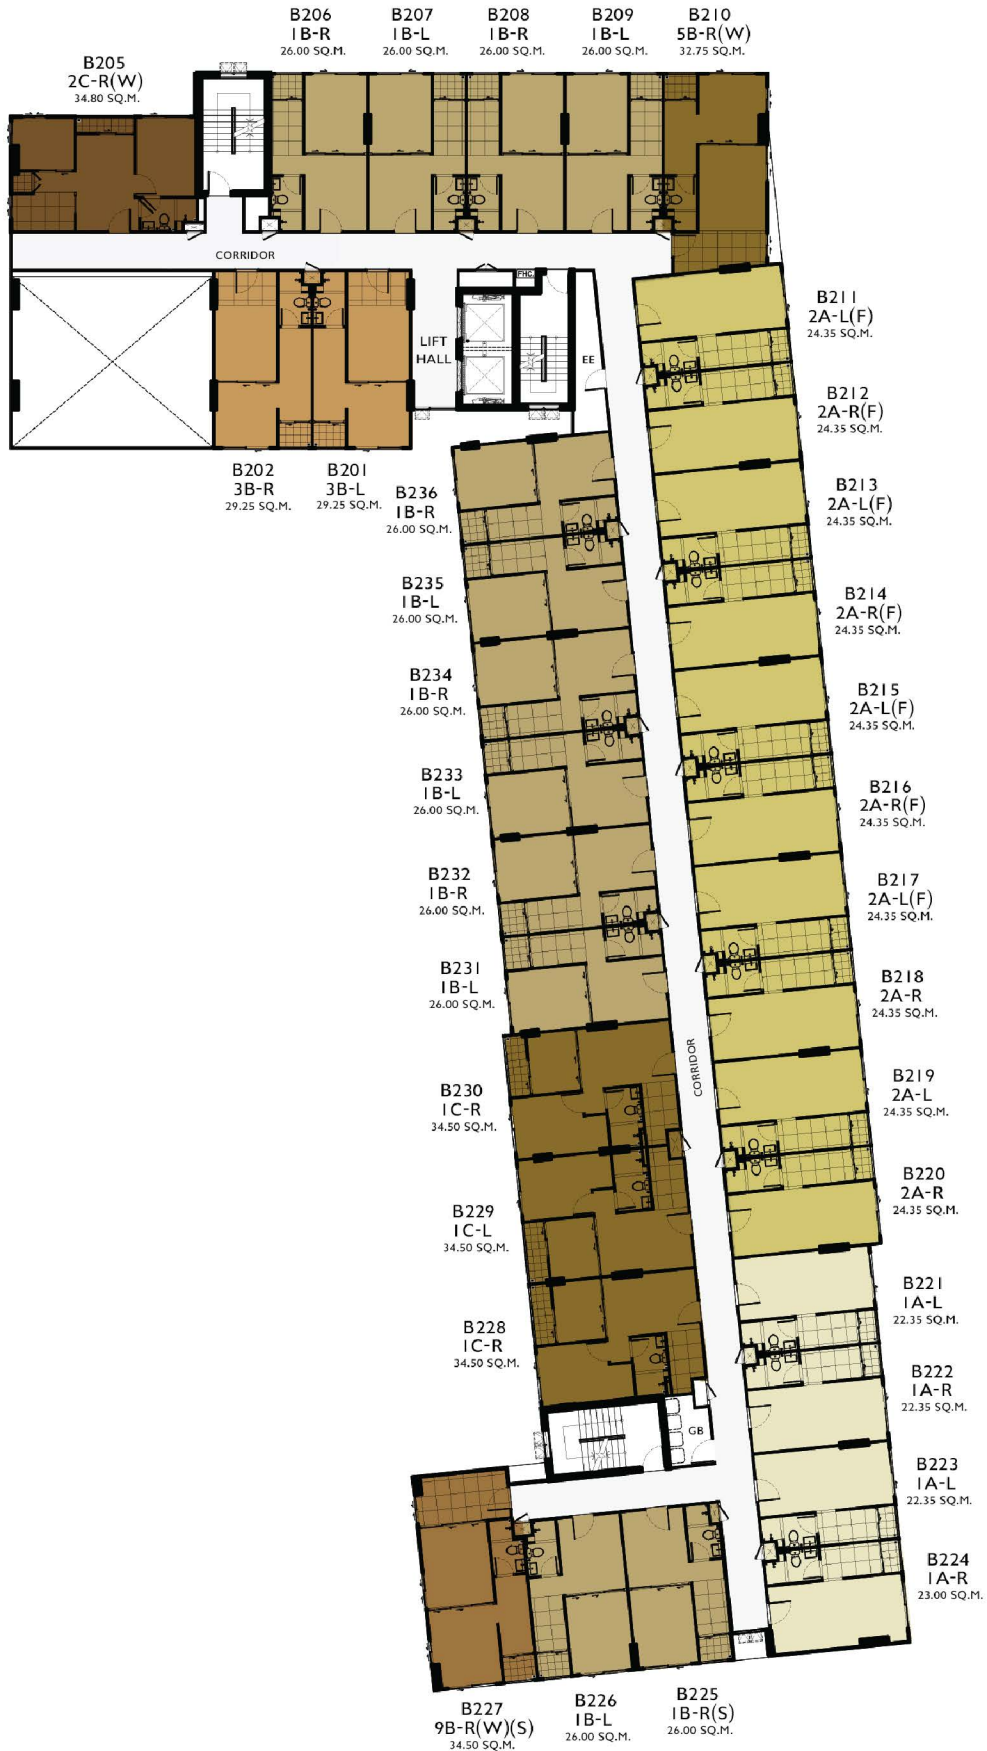 B206
1B-R
26.00 SQ.M.
B207
1B-L
26.00 SQ.M.
B208
1B-R
26.00 SQ.M.
B209
1B-L
26.00 SQ.M.
B210
5B-R(W)
32.75 SQ.M.
B205
2C-R(W)
34.80 SQ.M.
CORRIDOR
FHC
LIFT
HALL
EE
B211
2A-L(F)
24.35 SQ.M.
B212
2A-R(F)
24.35 SQ.M.
B202
3B-R
29.25 SQ.M.
B201
3B-L
29.25 SQ.M.
B236
1B-R
26.00 SQ.M.
B213
2A-L(F)
24.35 SQ.M.
B235
1B-L
26.00 SQ.M.
B214
2A-R(F)
24.35 SQ.M.
B234
1B-R
26.00 SQ.M.
B215
2A-L(F)
24.35 SQ.M.
B233
1B-L
26.00 SQ.M.
B216
2A-R(F)
24.35 SQ.M.
B232
1B-R
26.00 SQ.M.
B217
2A-L(F)
24.35 SQ.M.
B231
1B-L
26.00 SQ.M.
B218
2A-R
24.35 SQ.M.
CORRIDOR
B230
1C-R
34.50 SQ.M.
B219
2A-L
24.35 SQ.M.
B229
1C-L
34.50 SQ.M.
B220
2A-R
24.35 SQ.M.
B228
1C-R
34.50 SQ.M.
B221
1A-L
22.35 SQ.M.
B222
1A-R
22.35 SQ.M.
GB
B223
1A-L
22.35 SQ.M.
B224
1A-R
23.00 SQ.M.
B227
9B-R(W)(S)
34.50 SQ.M.
B226
1B-L
26.00 SQ.M.
B225
1B-R(S)
26.00 SQ.M.